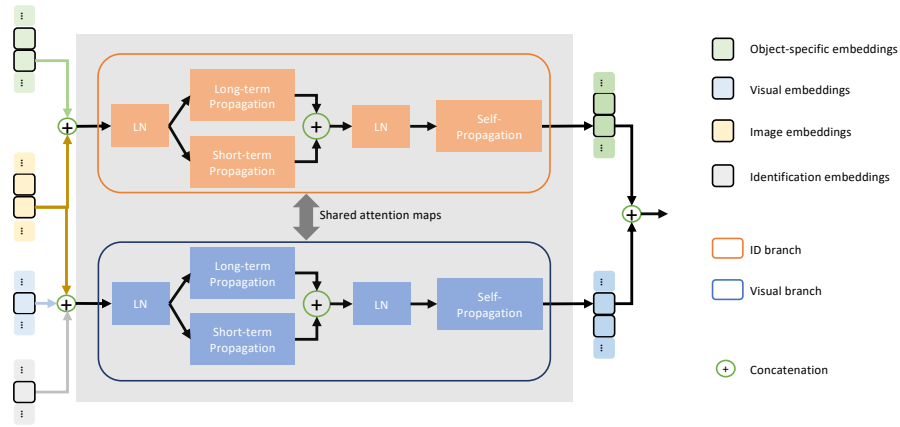 LN
Long-term
Propagation
Short-term
Propagation
+
+
LN
Self-
Propagation
Shared attention maps
LN
Long-term
Propagation
Short-term
Propagation
+
+
LN
Self-
Propagation
+
Object-specific embeddings
Visual embeddings
Image embeddings
Identification embeddings
ID branch
Visual branch
+
Concatenation